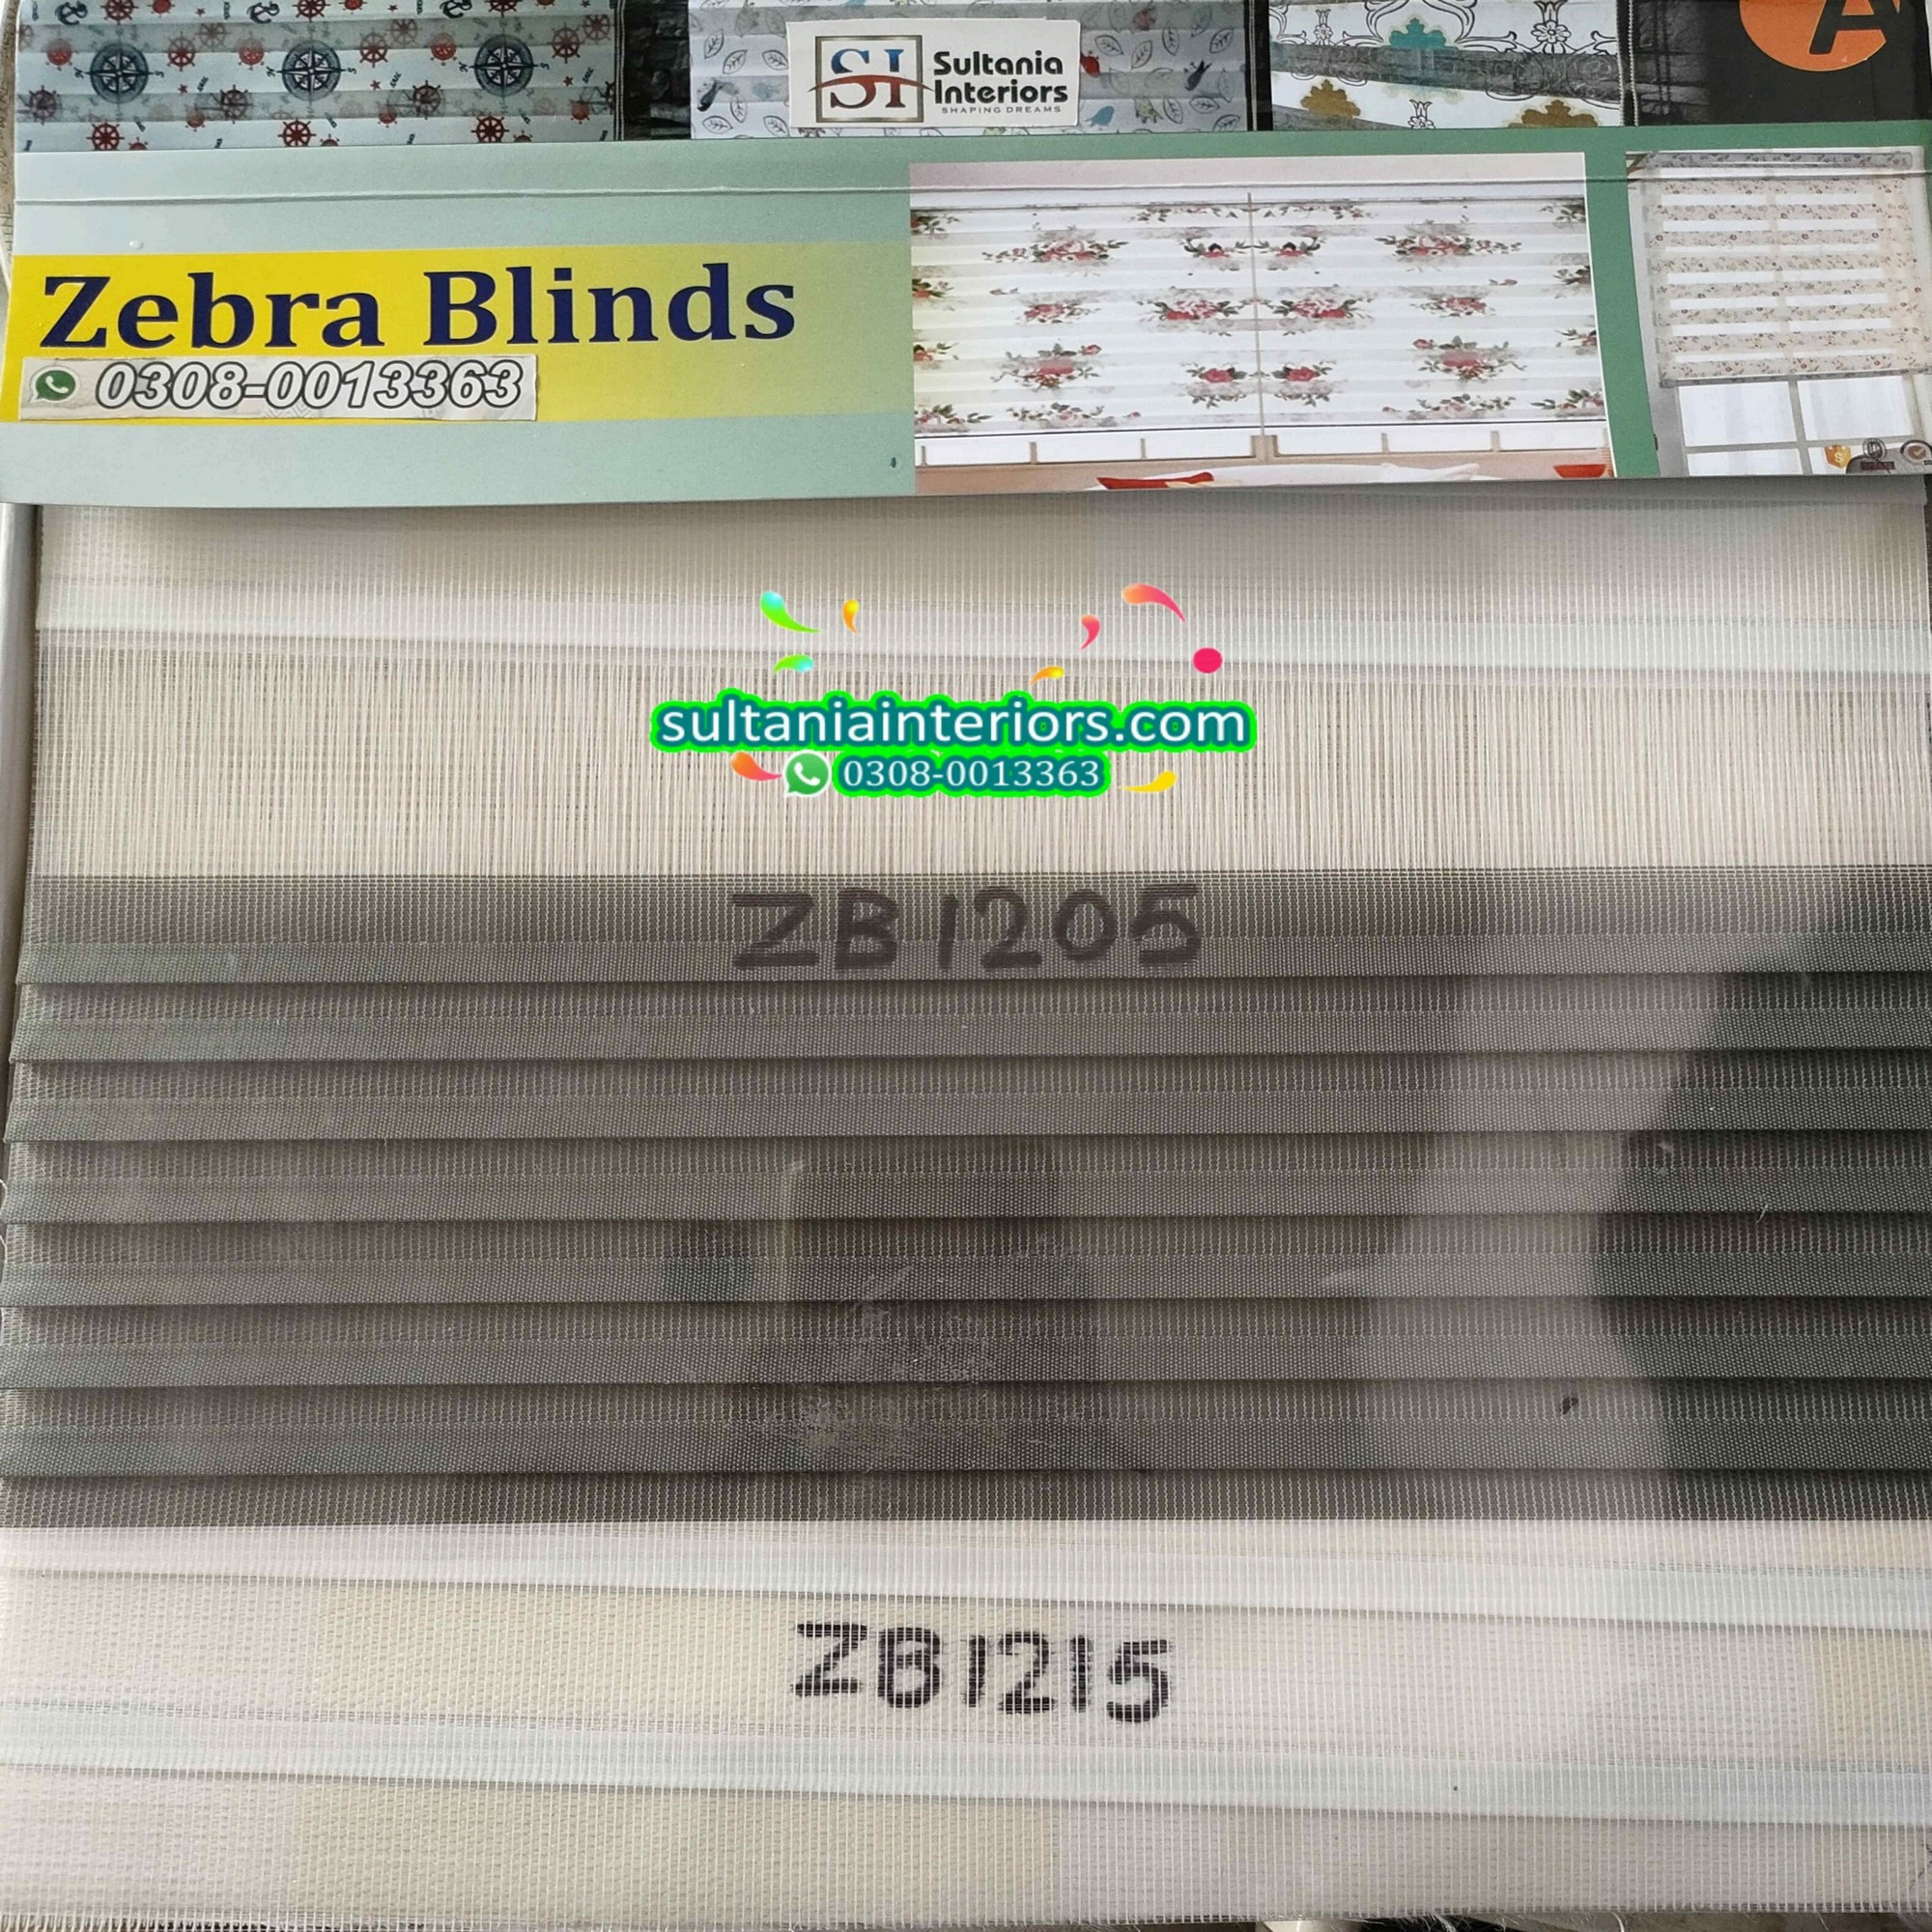 SI
Sultania
Interiors
SHAPING DREAMS
A
Zebra Blinds
0308-0013363
sultaniainteriors.com
0308-0013363
ZB1205
ZB1215